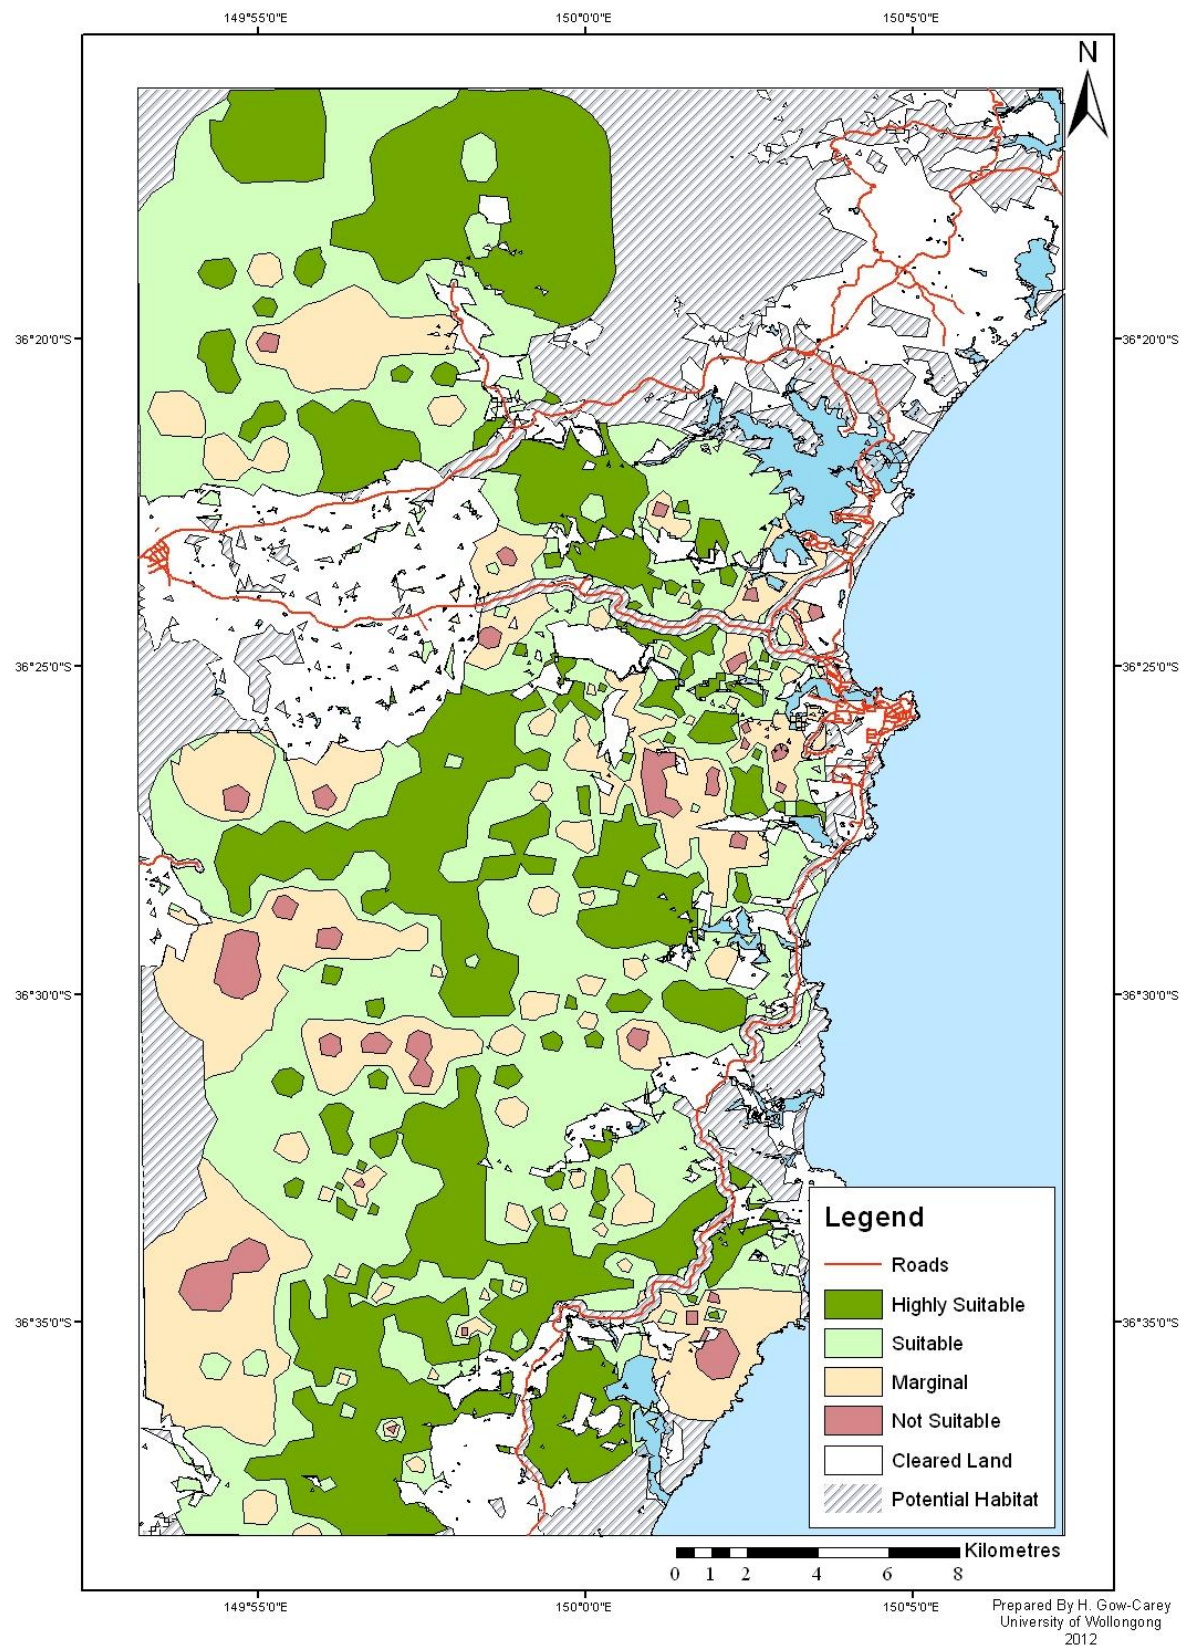 149°55'0"E 150°0'0"E 150°5'0"E
N
36°20'0"S 36°20'0"S
36°25'0"S 36°25'0"S
36°30'0"S 36°30'0"S
36°35'0"S 36°35'0"S
Legend
Roads
Highly Suitable
Suitable
Marginal
Not Suitable
Cleared Land
Potential Habitat
Kilometres
0 1 2 4 6 8
149°55'0"E 150°0'0"E 150°5'0"E
Prepared By H. Gow-Carey
University of Wollongong
2012